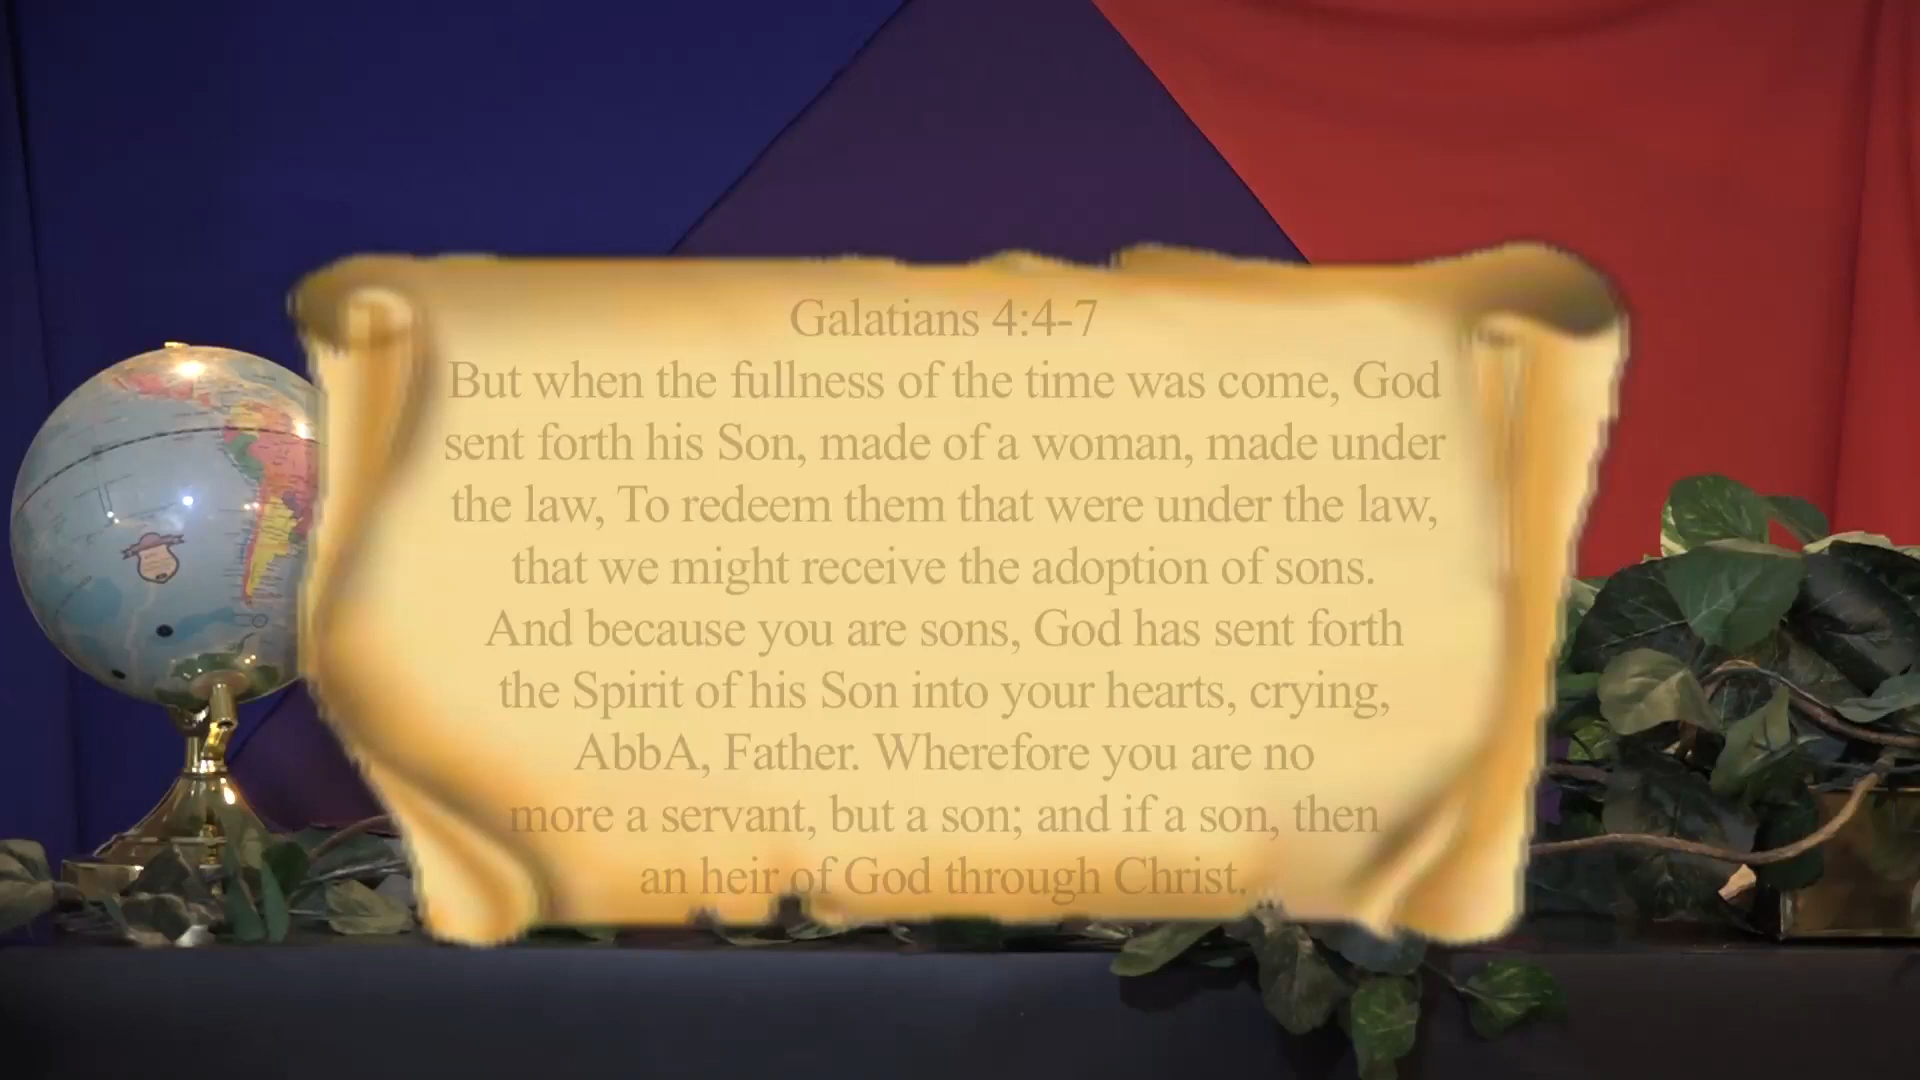 Galatians 4:4-7
But when the fullness of the time was come, God
sent forth his Son, made of a woman, made under
the law, To redeem them that were under the law,
that we might receive the adoption of sons.
And because you are sons, God has sent forth
the Spirit of his Son into your hearts, crying,
AbbA, Father. Wherefore you are no
more a servant, but a son; and if a son, then
an heir of God through Christ.